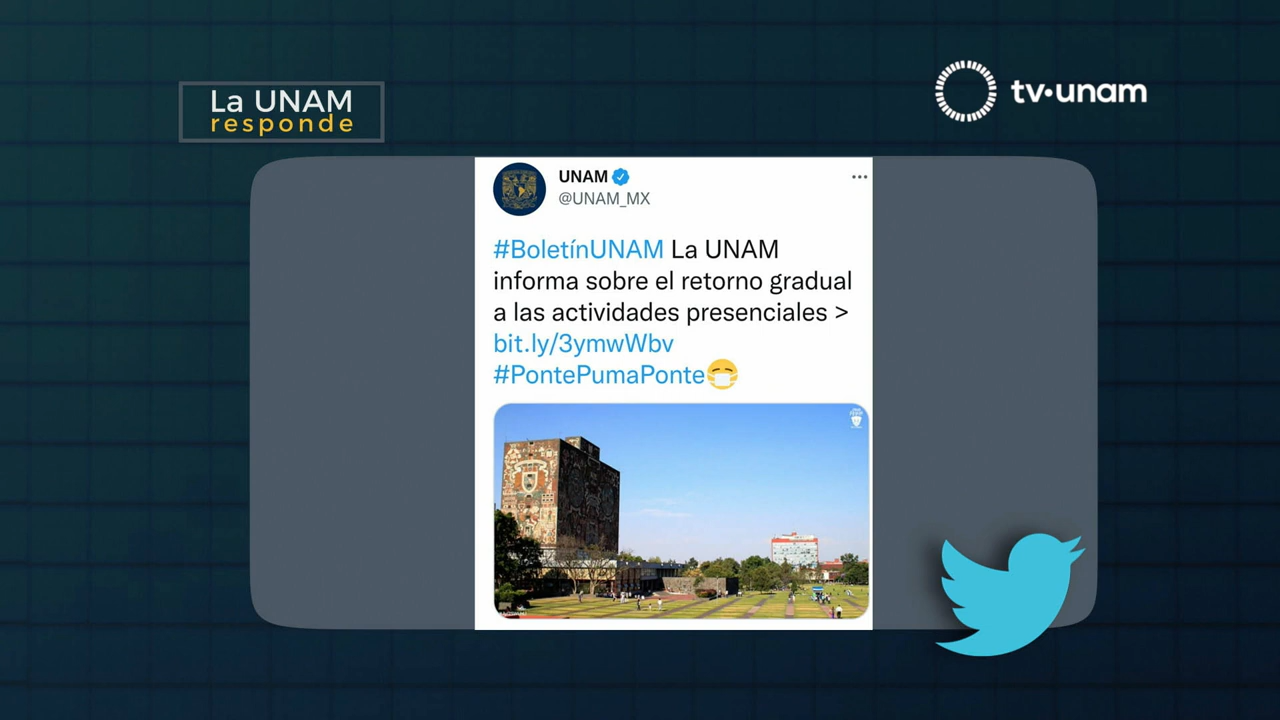 La UNAM
responde
tv·unam
UNAM
@UNAM_MX
#BoletínUNAM La UNAM
informa sobre el retorno gradual
a las actividades presenciales >
bit.ly/3ymwWbv
#PontePumaPonte😷